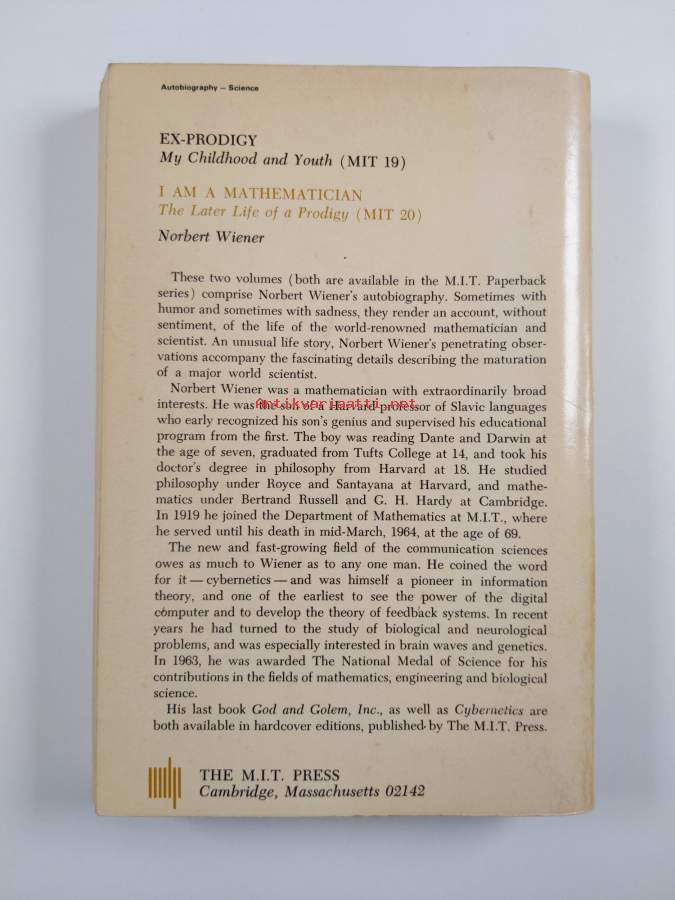 Autobiography – Science
EX-PRODIGY
My Childhood and Youth (MIT 19)
I AM A MATHEMATICIAN
The Later Life of a Prodigy (MIT 20)
Norbert Wiener
These two volumes (both are available in the M.I.T. Paperback
series) comprise Norbert Wiener's autobiography. Sometimes with
humor and sometimes with sadness, they render an account, without
sentiment, of the life of the world-renowned mathematician and
scientist. An unusual life story, Norbert Wiener's penetrating obser-
vations accompany the fascinating details describing the maturation
of a major world scientist.
Norbert Wiener was a mathematician with extraordinarily broad
interests. He was the son of a Harvard professor of Slavic languages
Antikvariaatti.net
who early recognized his son's genius and supervised his educational
program from the first. The boy was reading Dante and Darwin at
the age of seven, graduated from Tufts College at 14, and took his
doctor's degree in philosophy from Harvard at 18. He studied
philosophy under Royce and Santayana at Harvard, and mathe-
matics under Bertrand Russell and G. H. Hardy at Cambridge.
In 1919 he joined the Department of Mathematics at M.I.T., where
he served until his death in mid-March, 1964, at the age of 69.
The new and fast-growing field of the communication sciences
owes as much to Wiener as to any one man. He coined the word
for it — cybernetics — and was himself a pioneer in information
theory, and one of the earliest to see the power of the digital
computer and to develop the theory of feedback systems. In recent
years he had turned to the study of biological and neurological
problems, and was especially interested in brain waves and genetics.
In 1963, he was awarded The National Medal of Science for his
contributions in the fields of mathematics, engineering and biological
science.
His last book God and Golem, Inc., as well as Cybernetics are
both available in hardcover editions, published by The M.I.T. Press.
THE M.I.T. PRESS
Cambridge, Massachusetts 02142